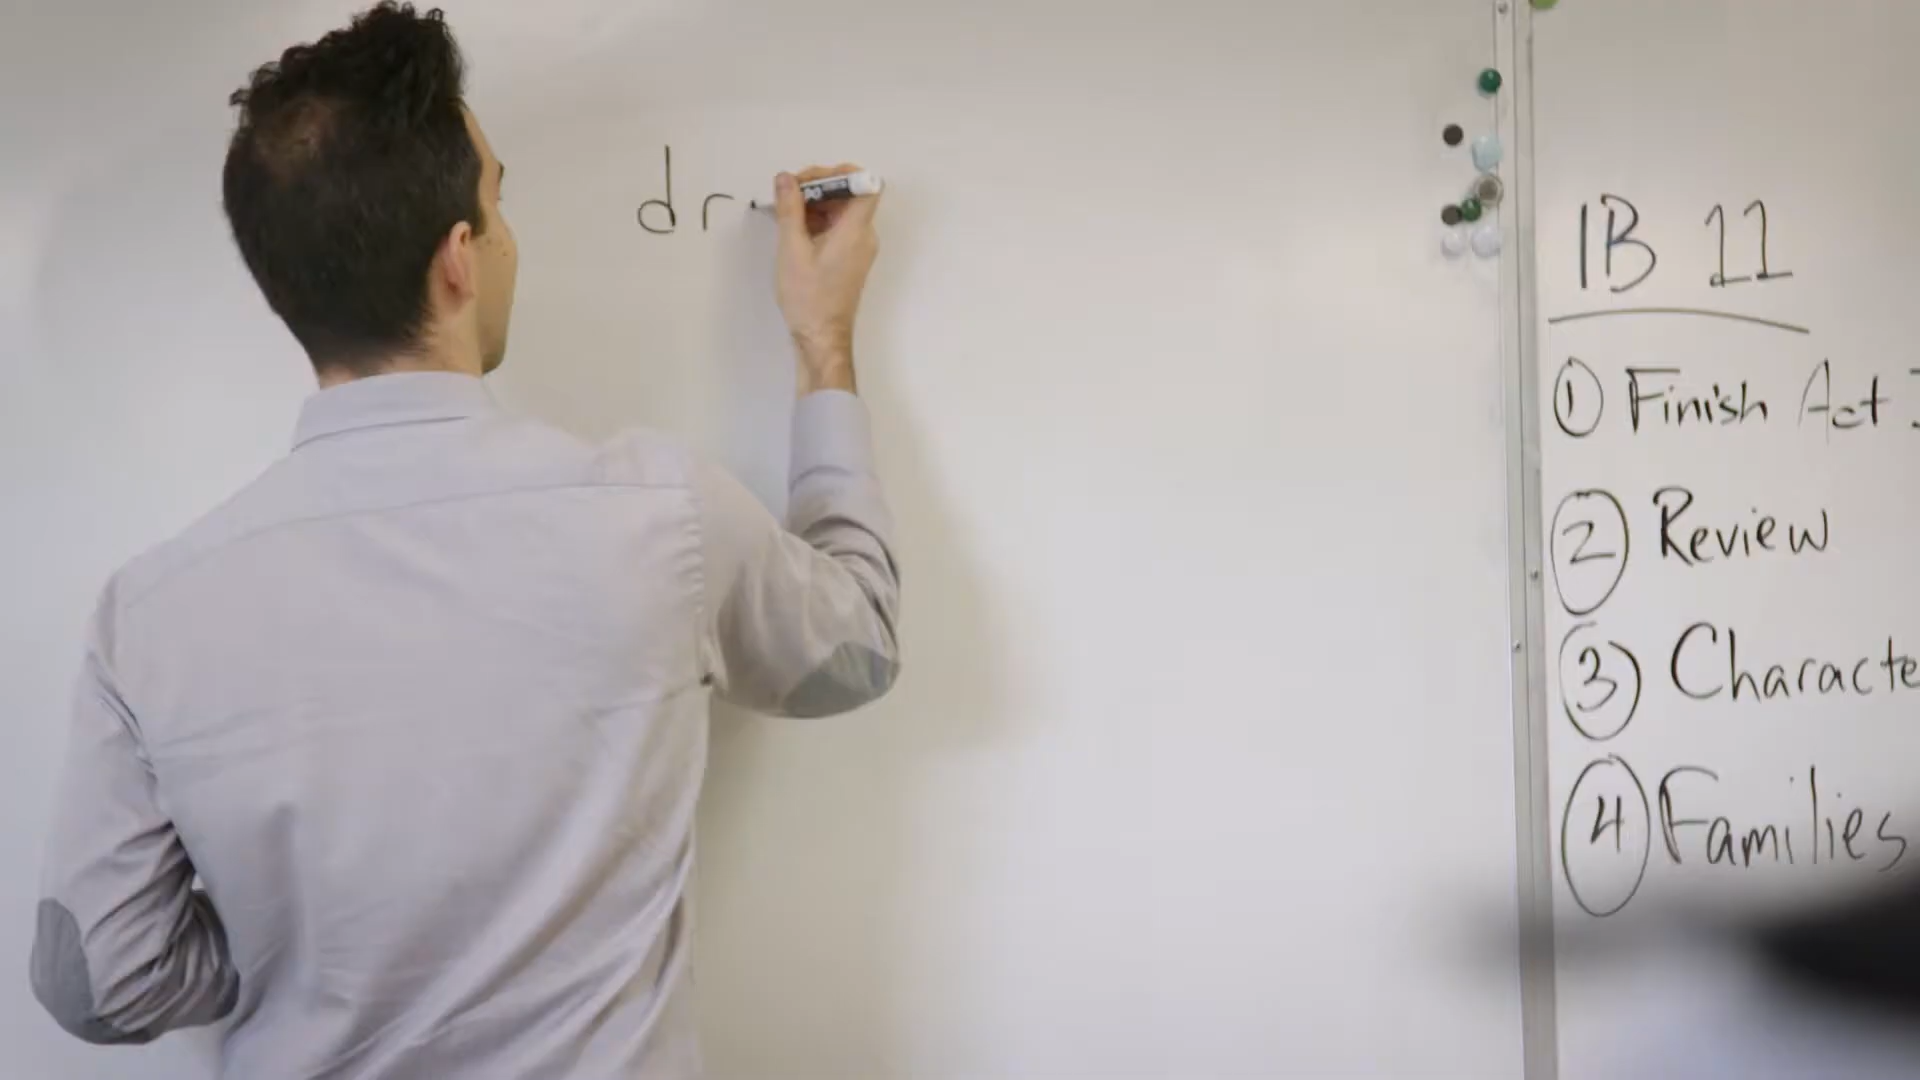 dr
IB 11
① Finish Act
② Review
③ Characte
④ Families